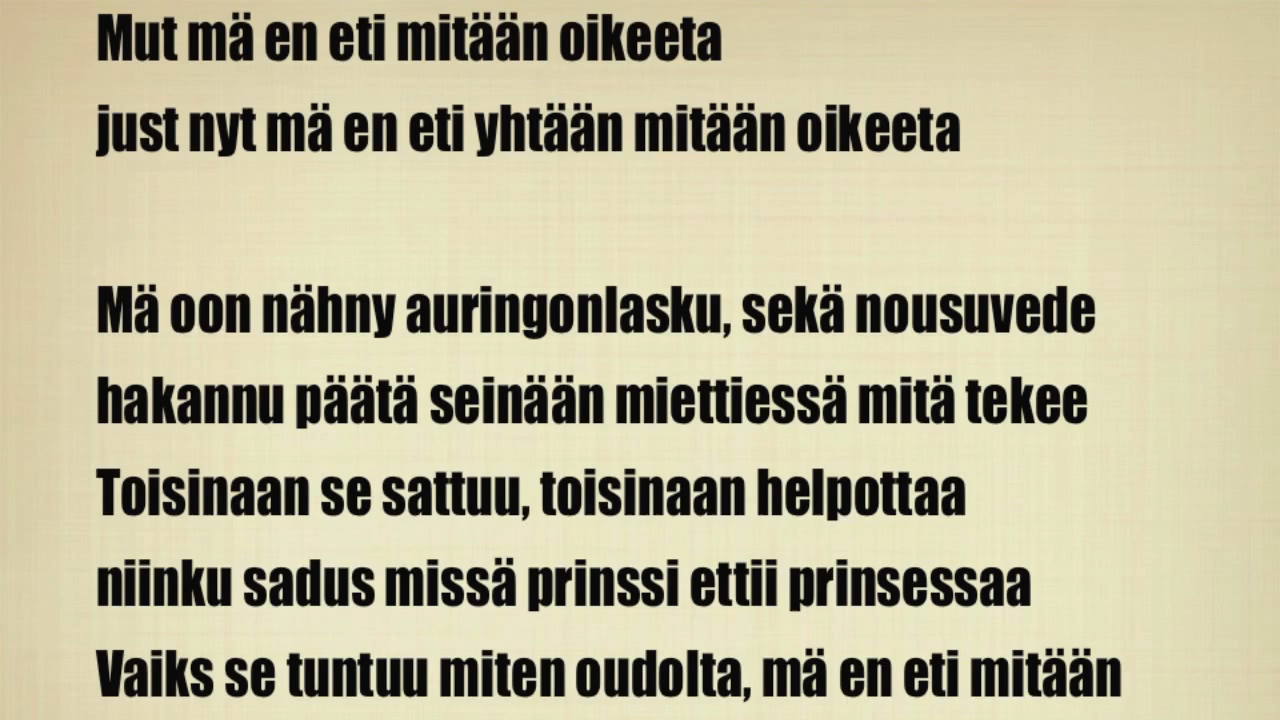 Mut mä en eti mitään oikeeta
just nyt mä en eti yhtään mitään oikeeta
Mä oon nähny auringonlasku, sekä nousuvede
hakannu päätä seinään miettiessä mitä tekee
Toisinaan se sattuu, toisinaan helpottaa
niinku sadus missä prinssi ettii prinsessaa
Vaiks se tuntuu miten oudolta, mä en eti mitään